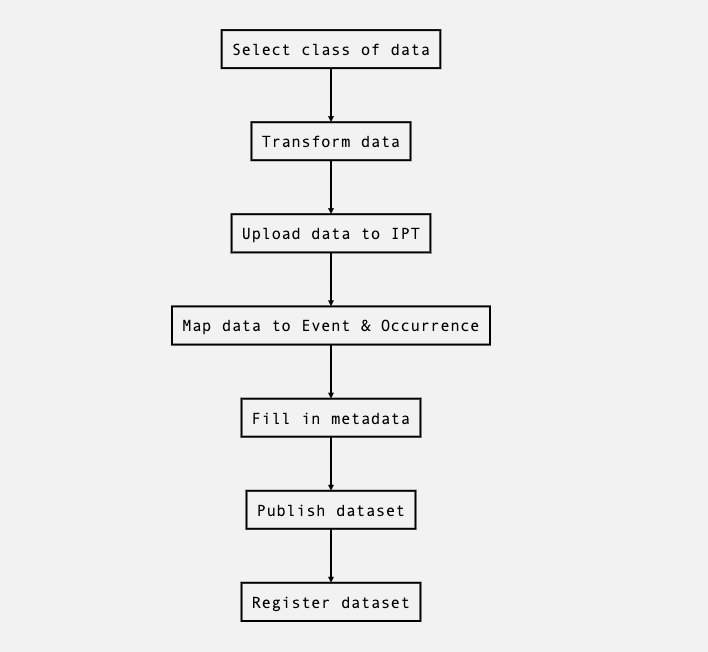 Select class of data
Transform data
Upload data to IPT
Map data to Event & Occurrence
Fill in metadata
Publish dataset
Register dataset